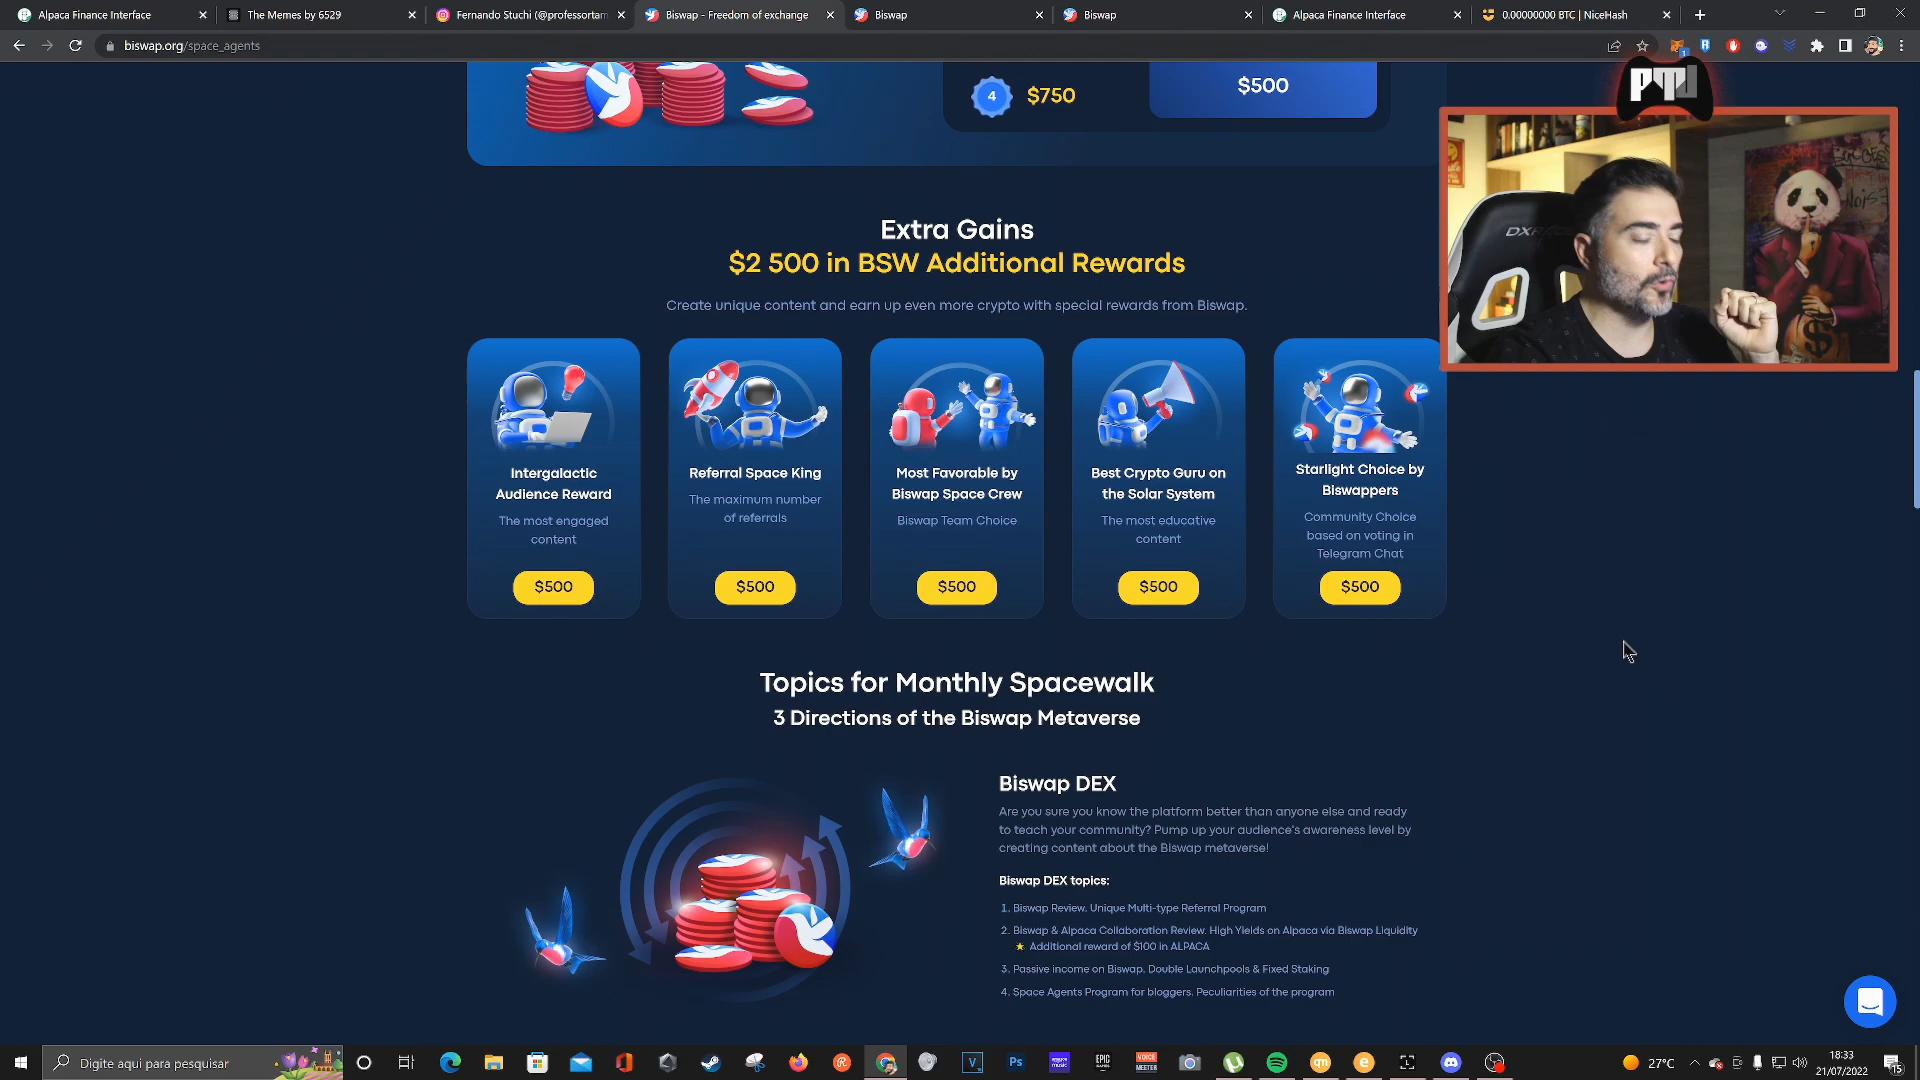 Alpaca Finance Interface
The Memes by 6529
Fernando Stuchi (@professortam
Biswap - Freedom of exchange
Biswap
Biswap
Alpaca Finance Interface
0.00000000 BTC | NiceHash
biswap.org/space_agents
1
4
$750
$500
Extra Gains
$2 500 in BSW Additional Rewards
Create unique content and earn up even more crypto with special rewards from Biswap.
Intergalactic
Audience Reward
The most engaged
content
$500
Referral Space King
The maximum number
of referrals
$500
Most Favorable by
Biswap Space Crew
Biswap Team Choice
$500
Best Crypto Guru on
the Solar System
The most educative
content
$500
Starlight Choice by
Biswappers
Community Choice
based on voting in
Telegram Chat
$500
Topics for Monthly Spacewalk
3 Directions of the Biswap Metaverse
Biswap DEX
Are you sure you know the platform better than anyone else and ready
to teach your community? Pump up your audience's awareness level by
creating content about the Biswap metaverse!
Biswap DEX topics:
1. Biswap Review. Unique Multi-type Referral Program
2. Biswap & Alpaca Collaboration Review. High Yields on Alpaca via Biswap Liquidity
Additional reward of $100 in ALPACA
3. Passive income on Biswap. Double Launchpools & Fixed Staking
4. Space Agents Program for bloggers. Peculiarities of the program
Digite aqui para pesquisar
27°C
18:33
21/07/2022
15